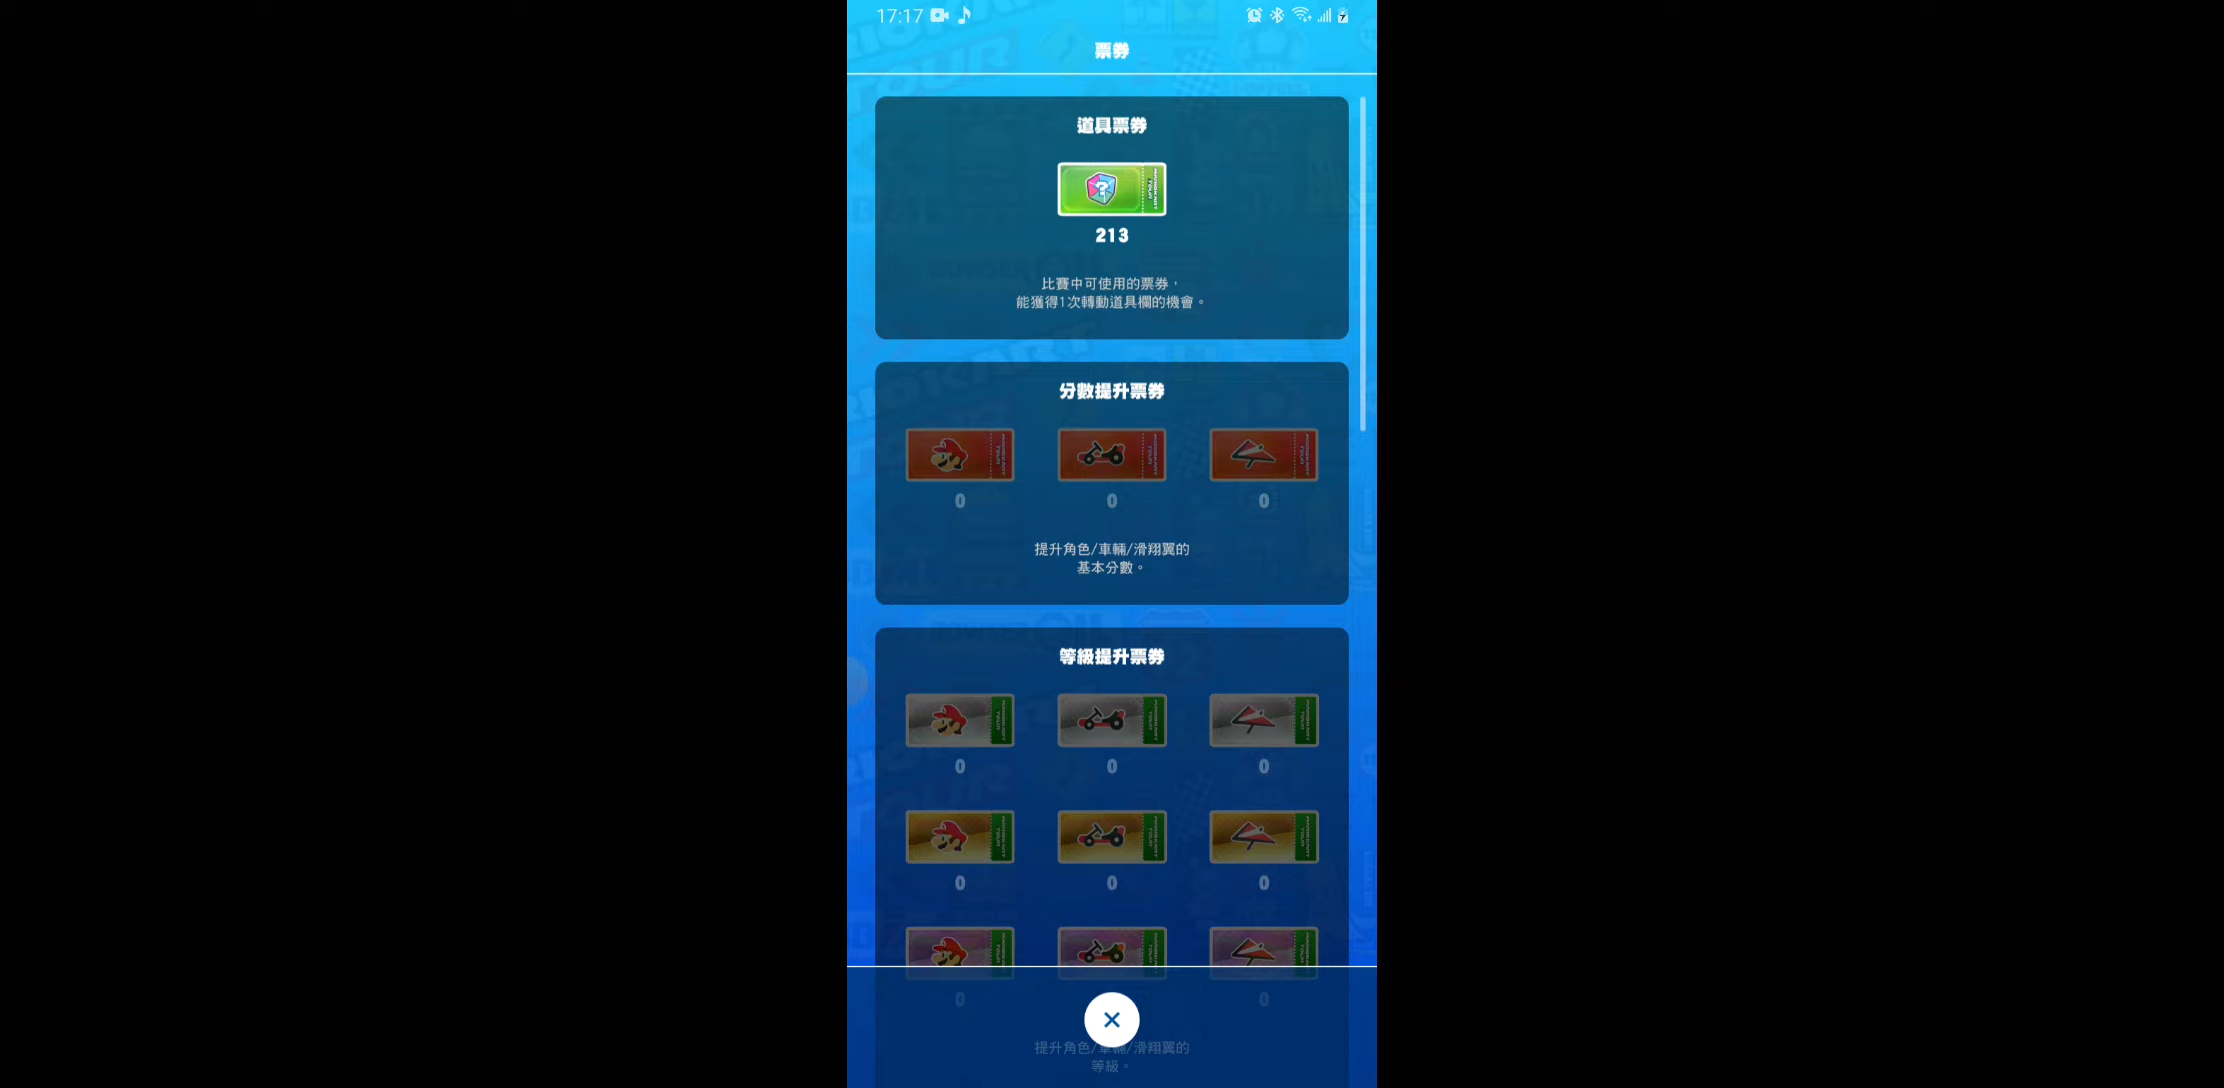 17:17
票券
道具票券
213
比賽中可使用的票券，
能獲得1次轉動道具欄的機會。
分數提升票券
0 0 0
提升角色/車輛/滑翔翼的
基本分數。
等級提升票券
0 0 0
0 0 0
0 0
提升角色/車輛/滑翔翼的
等級。